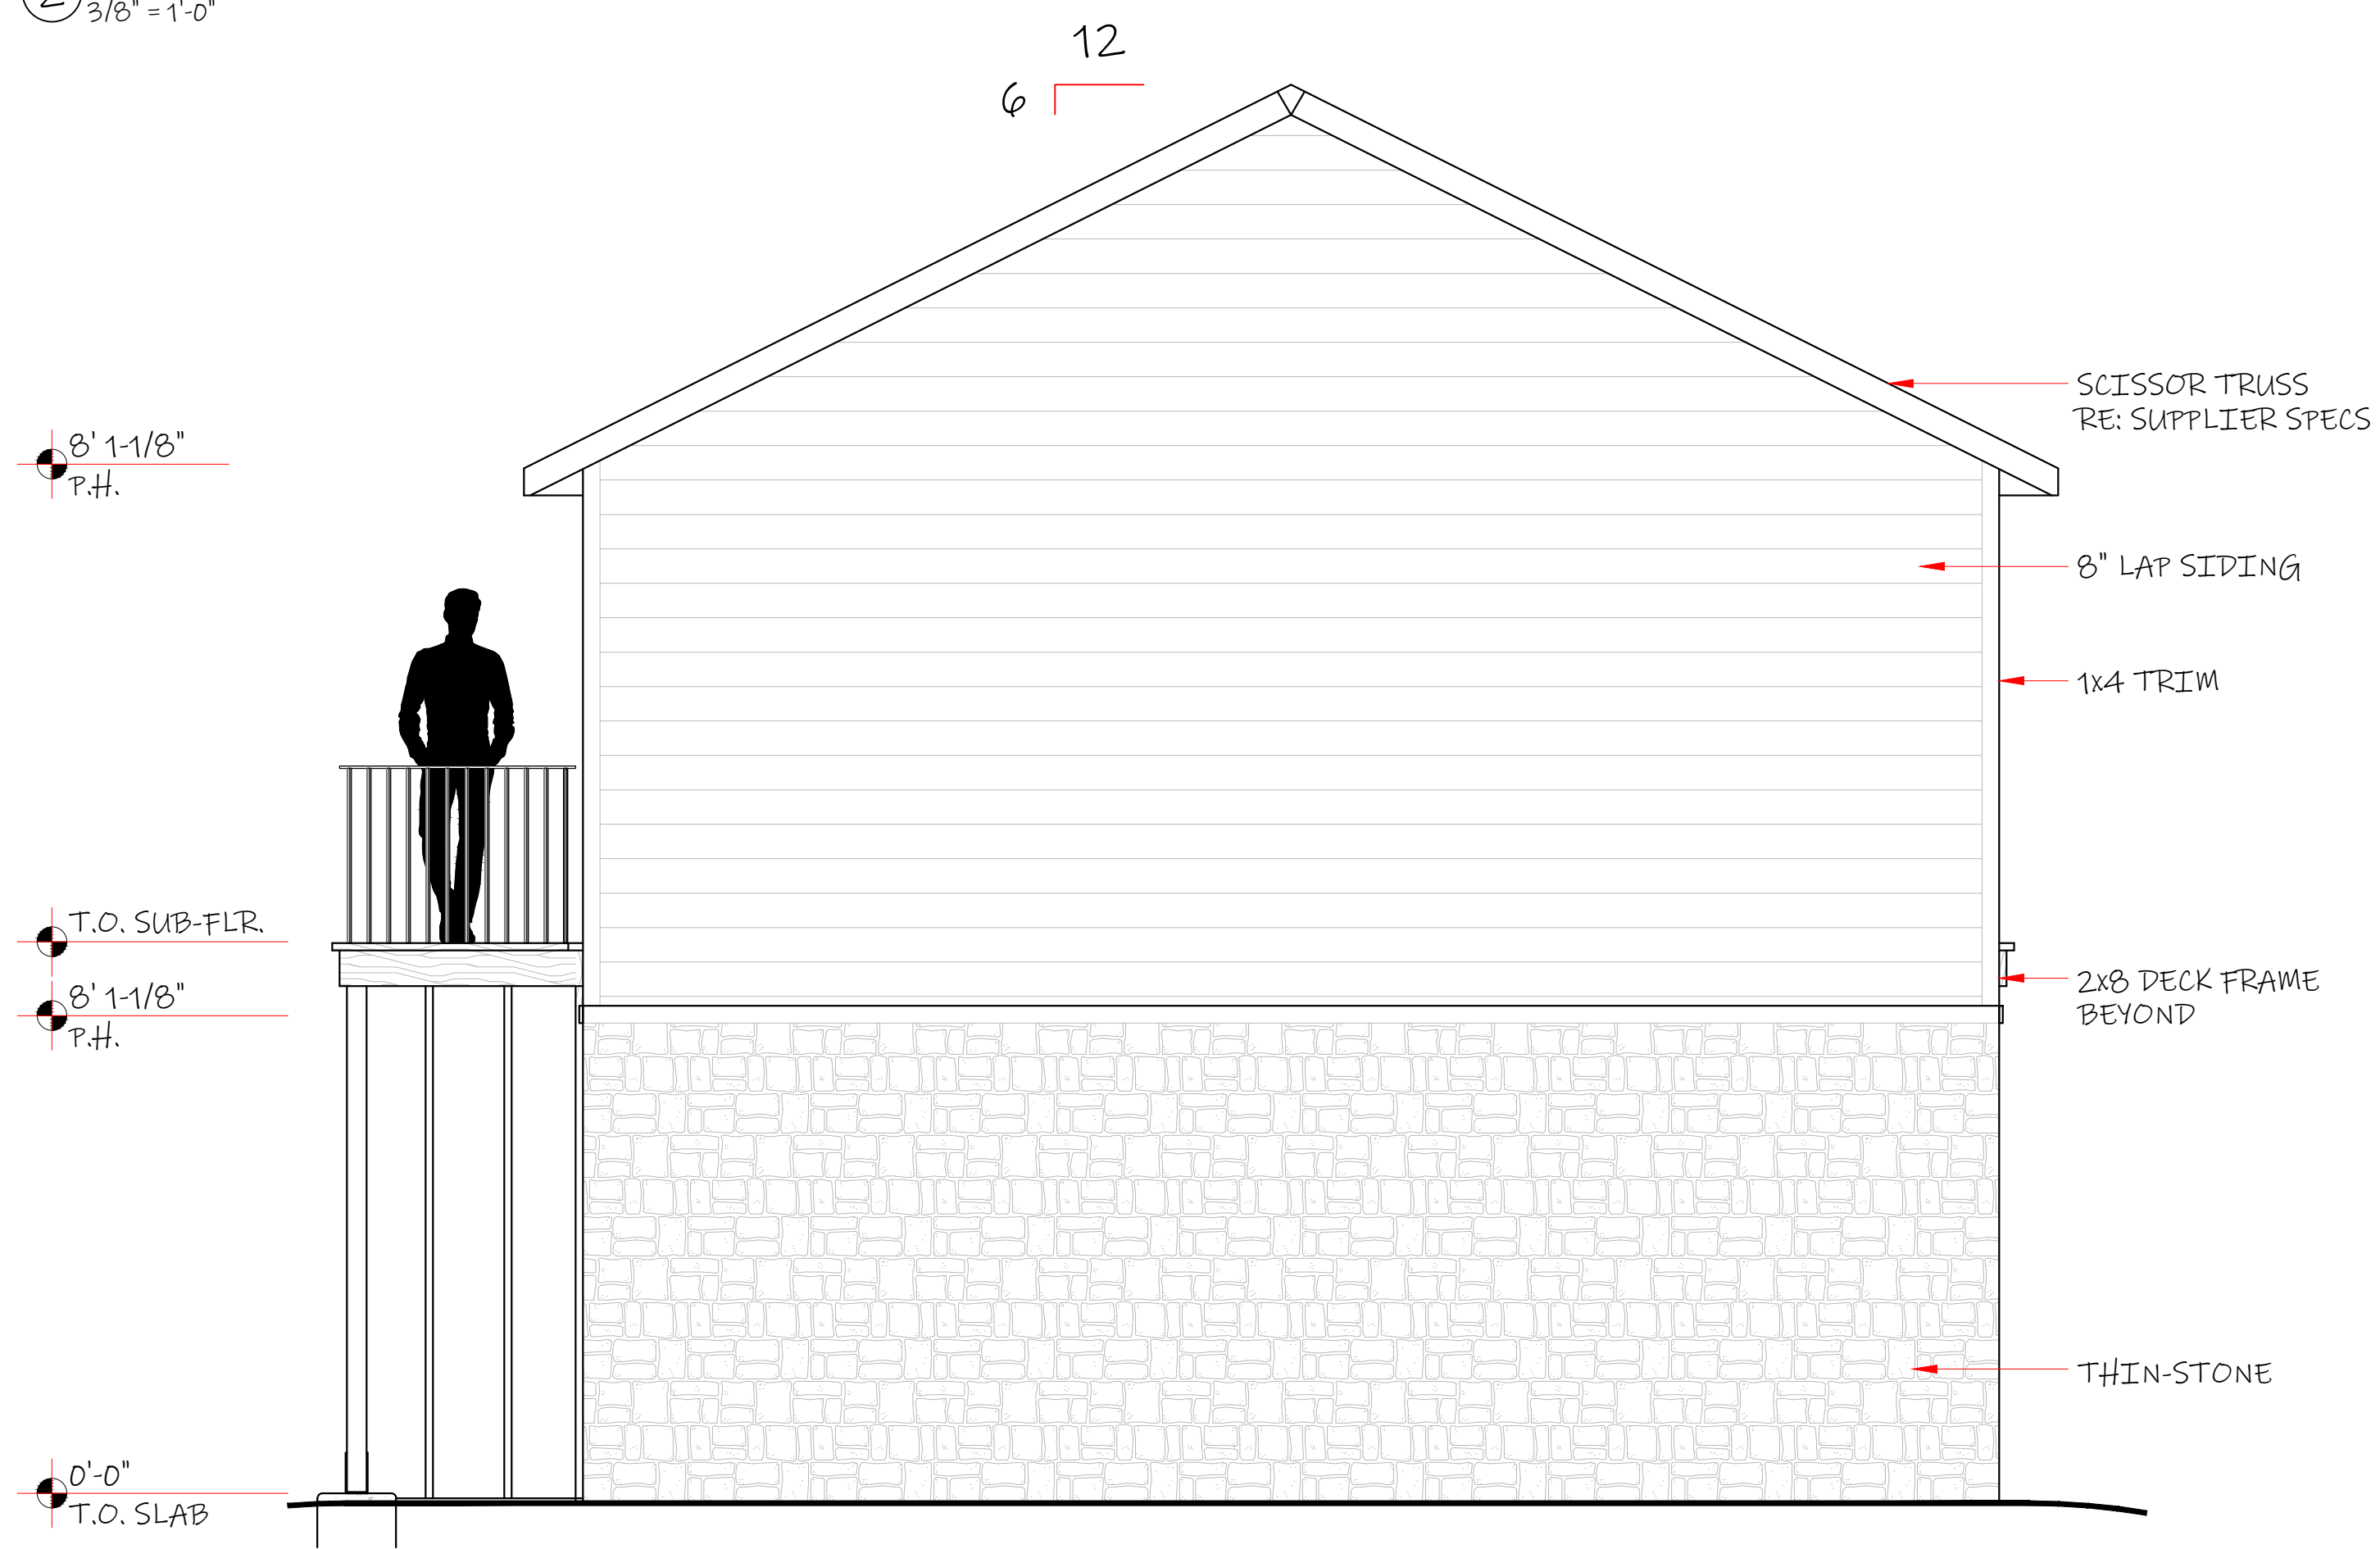 2
3/8" = 1'-0"
12
6
SCISSOR TRUSS
RE: SUPPLIER SPECS
8' 1-1/8"
P.H.
8" LAP SIDING
1x4 TRIM
T.O. SUB-FLR.
8' 1-1/8"
P.H.
2x8 DECK FRAME
BEYOND
THIN-STONE
0'-0"
T.O. SLAB